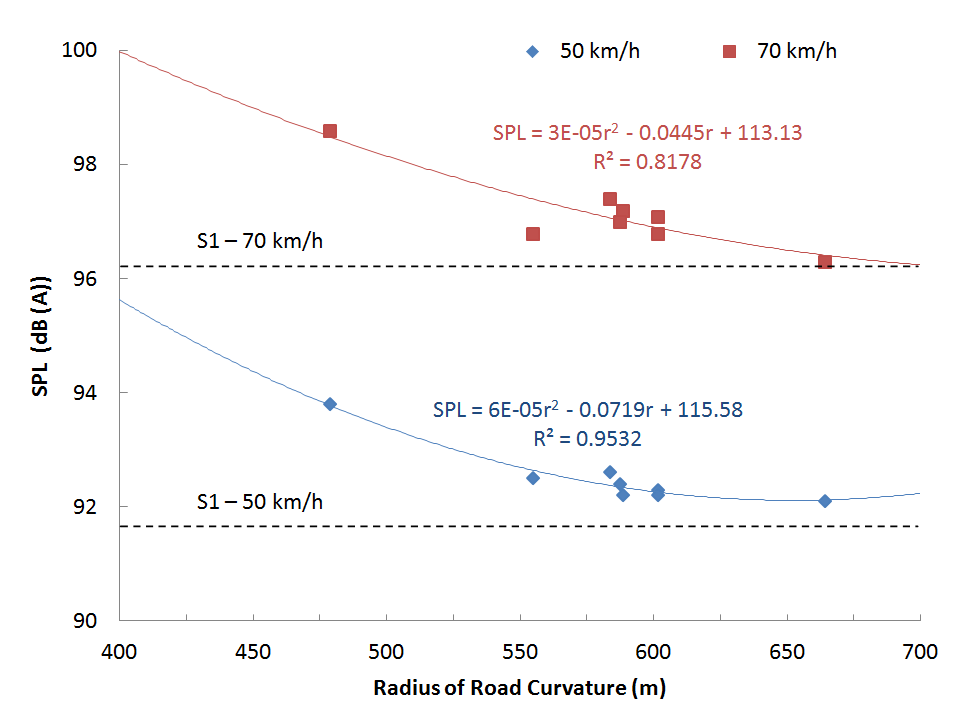 100
98
96
94
92
90
SPL (dB (A))
50 km/h
70 km/h
SPL = 3E-05r² - 0.0445r + 113.13
R² = 0.8178
S1 – 70 km/h
SPL = 6E-05r² - 0.0719r + 115.58
R² = 0.9532
S1 – 50 km/h
400 450 500 550 600 650 700
Radius of Road Curvature (m)